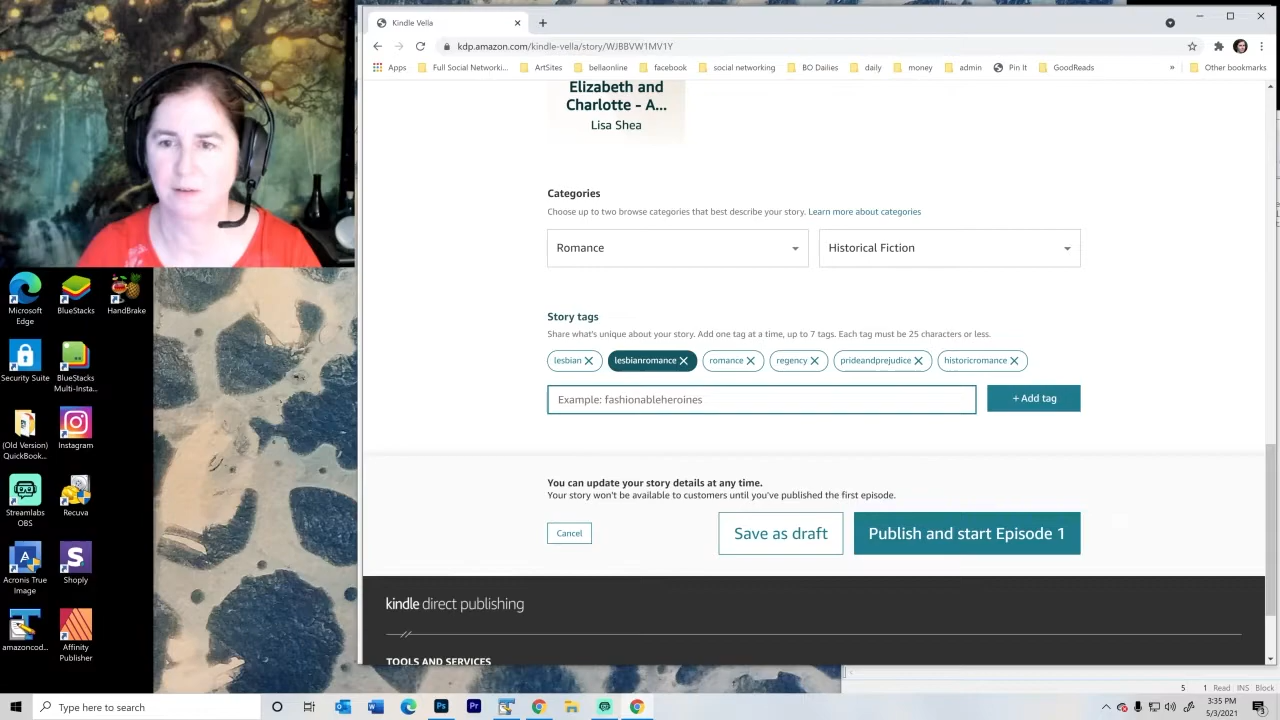 Kindle Vella
kdp.amazon.com/kindle-vella/story/WJBBVW1MV1Y
Apps
Full Social Networki...
ArtSites
bellaonline
facebook
social networking
BO Dailies
daily
money
admin
Pin It
GoodReads
»
Other bookmarks
Elizabeth and
Charlotte - A...
Lisa Shea
Categories
Choose up to two browse categories that best describe your story. Learn more about categories
Romance
Historical Fiction
Story tags
Share what's unique about your story. Add one tag at a time, up to 7 tags. Each tag must be 25 characters or less.
lesbian
lesbianromance
romance
regency
prideandprejudice
historicromance
Example: fashionableheroines
+ Add tag
You can update your story details at any time.
Your story won't be available to customers until you've published the first episode.
Cancel
Save as draft
Publish and start Episode 1
kindle direct publishing
TOOLS AND SERVICES
Microsoft
Edge
BlueStacks
HandBrake
Security Suite
BlueStacks
Multi-Insta...
(Old Version)
QuickBook...
Instagram
Streamlabs
OBS
Recuva
Acronis True
Image
Shoply
amazoncod...
Affinity
Publisher
5 1 Read INS Block
Type here to search
3:35 PM
5/3/2021